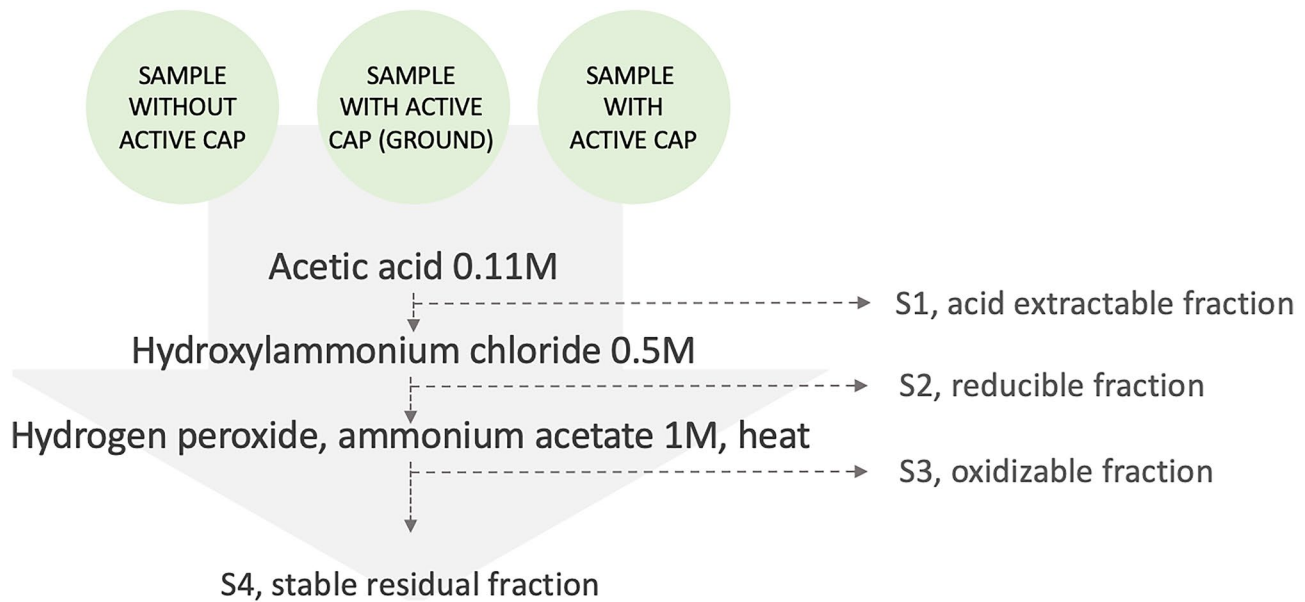 SAMPLE
WITHOUT
ACTIVE CAP
SAMPLE
WITH ACTIVE
CAP (GROUND)
SAMPLE
WITH
ACTIVE CAP
Acetic acid 0.11M
S1, acid extractable fraction
Hydroxylammonium chloride 0.5M
S2, reducible fraction
Hydrogen peroxide, ammonium acetate 1M, heat
S3, oxidizable fraction
S4, stable residual fraction